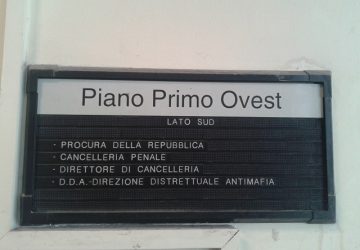 Piano Primo Ovest
LATO SUD
· PROCURA DELLA REPUBBLICA
· CANCELLERIA PENALE
· DIRETTORE DI CANCELLERIA
· D.D.A.-DIREZIONE DISTRETTUALE ANTIMAFIA